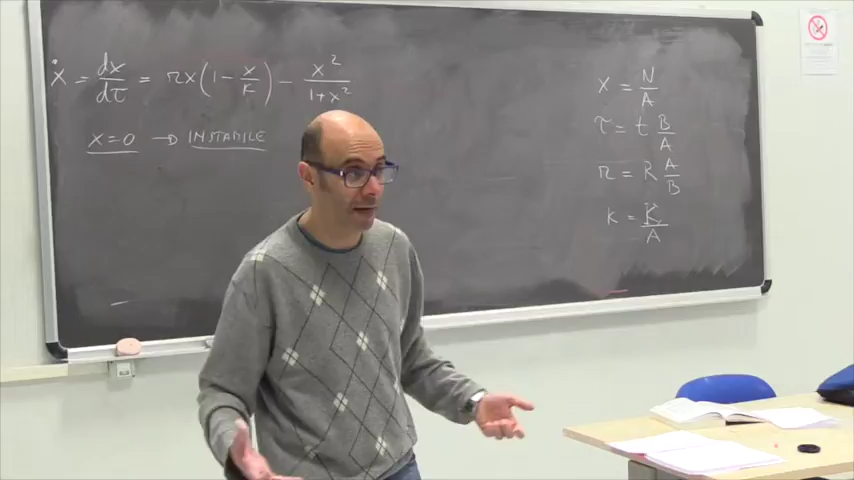 ẋ = dx/dτ = rx(1 - x/k) - x²/(1+x²)
x=0 → INSTABILE
x = N/A
τ = t B/A
r = R A/B
k = K/A